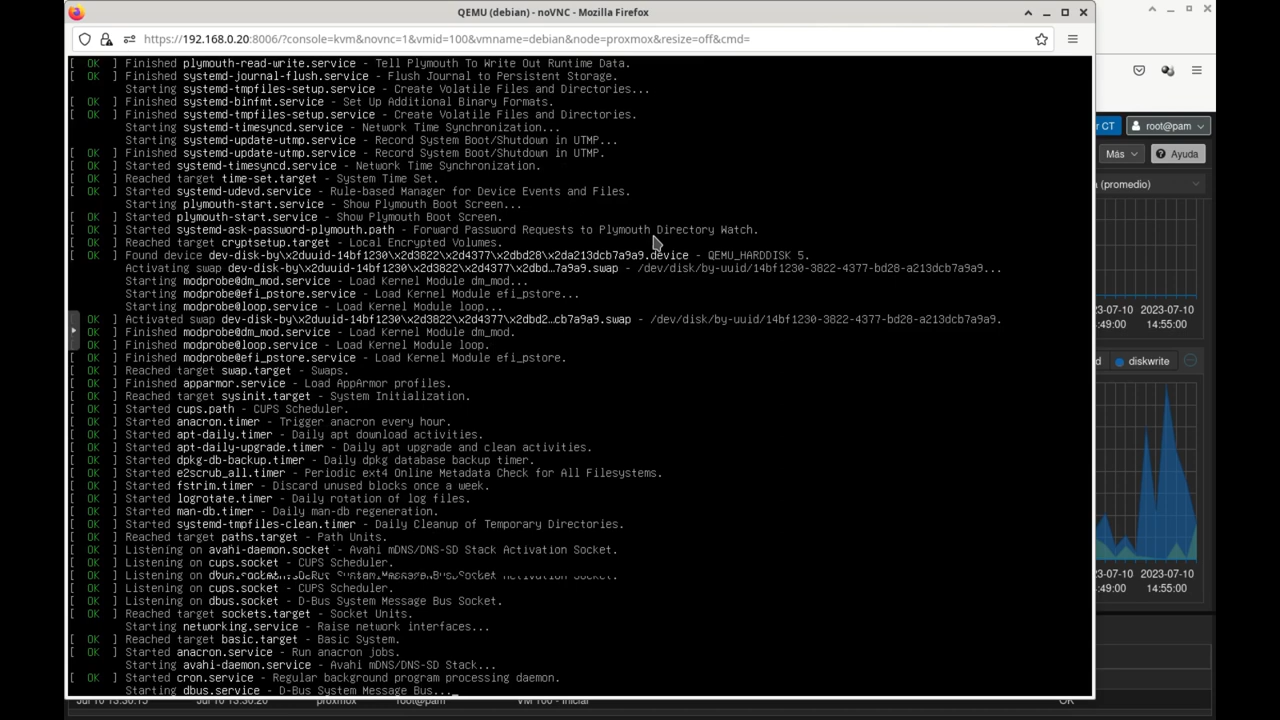 QEMU (debian) - noVNC - Mozilla Firefox
https://192.168.0.20:8006/?console=kvm&novnc=1&vmid=100&vmname=debian&node=proxmox&resize=off&cmd=
[ OK ] Finished plymouth-read-write.service - Tell Plymouth To Write Out Runtime Data.
[ OK ] Finished systemd-journal-flush.service - Flush Journal to Persistent Storage.
Starting systemd-tmpfiles-setup.service - Create Volatile Files and Directories...
[ OK ] Finished systemd-binfmt.service - Set Up Additional Binary Formats.
[ OK ] Finished systemd-tmpfiles-setup.service - Create Volatile Files and Directories.
Starting systemd-timesyncd.service - Network Time Synchronization...
Starting systemd-update-utmp.service - Record System Boot/Shutdown in UTMP...
[ OK ] Finished systemd-update-utmp.service - Record System Boot/Shutdown in UTMP.
[ OK ] Started systemd-timesyncd.service - Network Time Synchronization.
[ OK ] Reached target time-set.target - System Time Set.
[ OK ] Started systemd-udevd.service - Rule-based Manager for Device Events and Files.
Starting plymouth-start.service - Show Plymouth Boot Screen...
[ OK ] Started plymouth-start.service - Show Plymouth Boot Screen.
[ OK ] Started systemd-ask-password-plymouth.path - Forward Password Requests to Plymouth Directory Watch.
[ OK ] Reached target cryptsetup.target - Local Encrypted Volumes.
[ OK ] Found device dev-disk-by\x2duuid-14bf1230\x2d3822\x2d4377\x2dbd28\x2da213dcb7a9a9.device - QEMU_HARDDISK 5.
Activating swap dev-disk-by\x2duuid-14bf1230\x2d3822\x2d4377\x2dbd…7a9a9.swap - /dev/disk/by-uuid/14bf1230-3822-4377-bd28-a213dcb7a9a9...
Starting modprobe@dm_mod.service - Load Kernel Module dm_mod...
Starting modprobe@efi_pstore.service - Load Kernel Module efi_pstore...
Starting modprobe@loop.service - Load Kernel Module loop...
[ OK ] Activated swap dev-disk-by\x2duuid-14bf1230\x2d3822\x2d4377\x2dbd2…cb7a9a9.swap - /dev/disk/by-uuid/14bf1230-3822-4377-bd28-a213dcb7a9a9.
[ OK ] Finished modprobe@dm_mod.service - Load Kernel Module dm_mod.
[ OK ] Finished modprobe@loop.service - Load Kernel Module loop.
[ OK ] Finished modprobe@efi_pstore.service - Load Kernel Module efi_pstore.
[ OK ] Reached target swap.target - Swaps.
[ OK ] Finished apparmor.service - Load AppArmor profiles.
[ OK ] Reached target sysinit.target - System Initialization.
[ OK ] Started cups.path - CUPS Scheduler.
[ OK ] Started anacron.timer - Trigger anacron every hour.
[ OK ] Started apt-daily.timer - Daily apt download activities.
[ OK ] Started apt-daily-upgrade.timer - Daily apt upgrade and clean activities.
[ OK ] Started dpkg-db-backup.timer - Daily dpkg database backup timer.
[ OK ] Started e2scrub_all.timer - Periodic ext4 Online Metadata Check for All Filesystems.
[ OK ] Started fstrim.timer - Discard unused blocks once a week.
[ OK ] Started logrotate.timer - Daily rotation of log files.
[ OK ] Started man-db.timer - Daily man-db regeneration.
[ OK ] Started systemd-tmpfiles-clean.timer - Daily Cleanup of Temporary Directories.
[ OK ] Reached target paths.target - Path Units.
[ OK ] Listening on avahi-daemon.socket - Avahi mDNS/DNS-SD Stack Activation Socket.
[ OK ] Listening on cups.socket - CUPS Scheduler.
[ OK ] Listening on
[ OK ] Listening on cups.socket - CUPS Scheduler.
[ OK ] Listening on dbus.socket - D-Bus System Message Bus Socket.
[ OK ] Reached target sockets.target - Socket Units.
Starting networking.service - Raise network interfaces...
[ OK ] Reached target basic.target - Basic System.
[ OK ] Started anacron.service - Run anacron jobs.
Starting avahi-daemon.service - Avahi mDNS/DNS-SD Stack...
[ OK ] Started cron.service - Regular background program processing daemon.
Starting dbus.service - D-Bus System Message Bus..._
r CT root@pam
Más Ayuda
(promedio)
:49:00 2023-07-10 14:55:00
d diskwrite
3-07-10 2023-07-10
:49:00 14:55:00
Jul 10 13:30:15 Jul 10 13:30:20 proxmox root@pam VM 100 - Iniciar OK